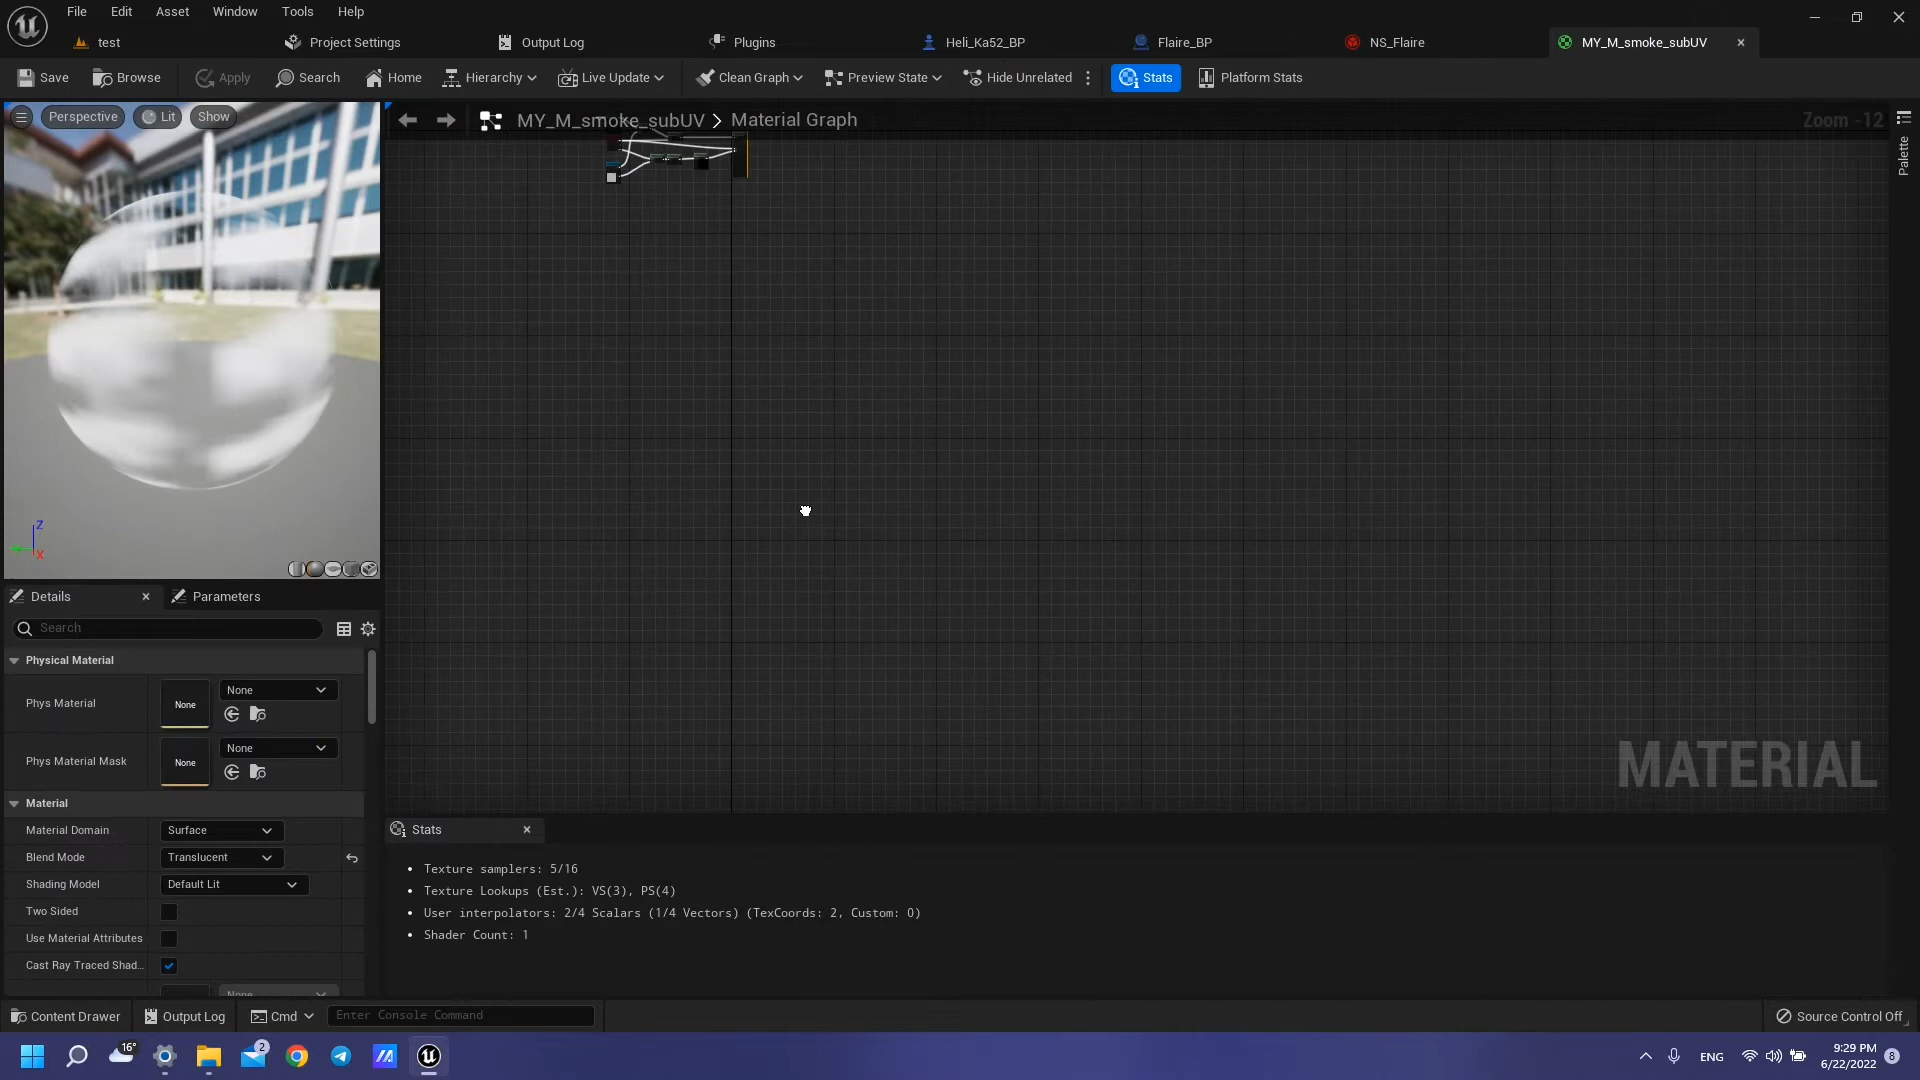 File Edit Asset Window Tools Help
test Project Settings Output Log Plugins Heli_Ka52_BP Flaire_BP NS_Flaire MY_M_smoke_subUV
Save Browse Apply Search Home Hierarchy Live Update Clean Graph Preview State Hide Unrelated Stats Platform Stats
Perspective Lit Show
MY_M_smoke_subUV > Material Graph
Zoom -12
Palette
Z
X
Details Parameters
Search
Physical Material
Phys Material None None
Phys Material Mask None None
Material
Material Domain Surface
Blend Mode Translucent
Shading Model Default Lit
Two Sided
Use Material Attributes
Cast Ray Traced Shad...
None
MATERIAL
Stats
• Texture samplers: 5/16
• Texture Lookups (Est.): VS(3), PS(4)
• User interpolators: 2/4 Scalars (1/4 Vectors) (TexCoords: 2, Custom: 0)
• Shader Count: 1
Content Drawer Output Log Cmd Enter Console Command Source Control Off
16° 2 ENG 9:29 PM 8
6/22/2022